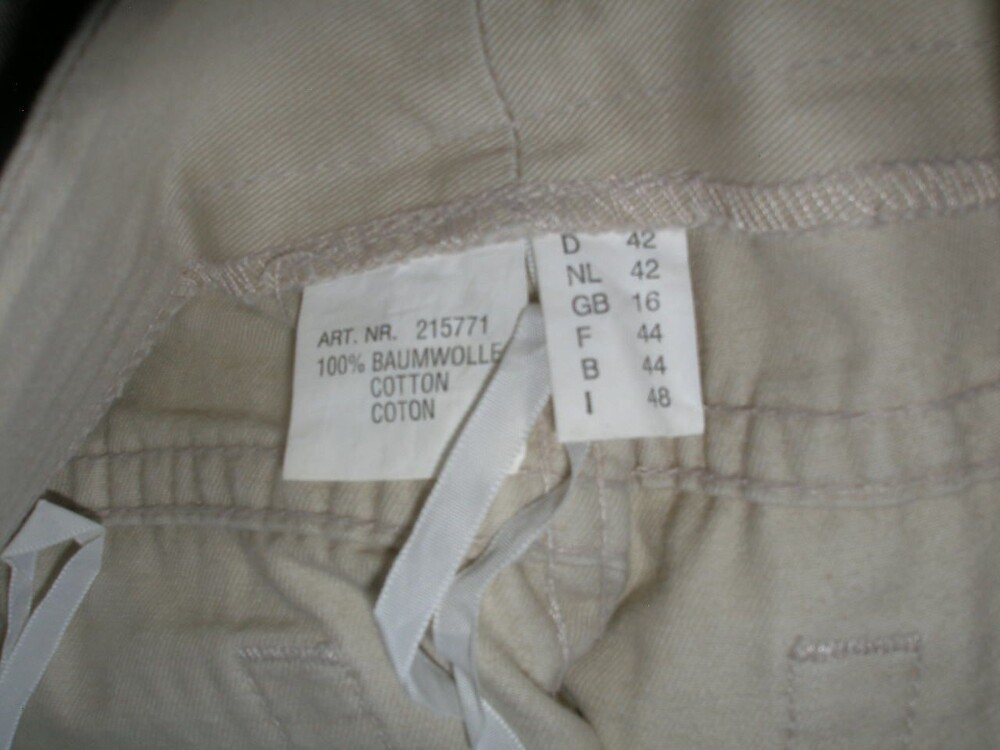 ART. NR. 215771
100% BAUMWOLLE
COTTON
COTON
D 42
NL 42
GB 16
F 44
B 44
I 48